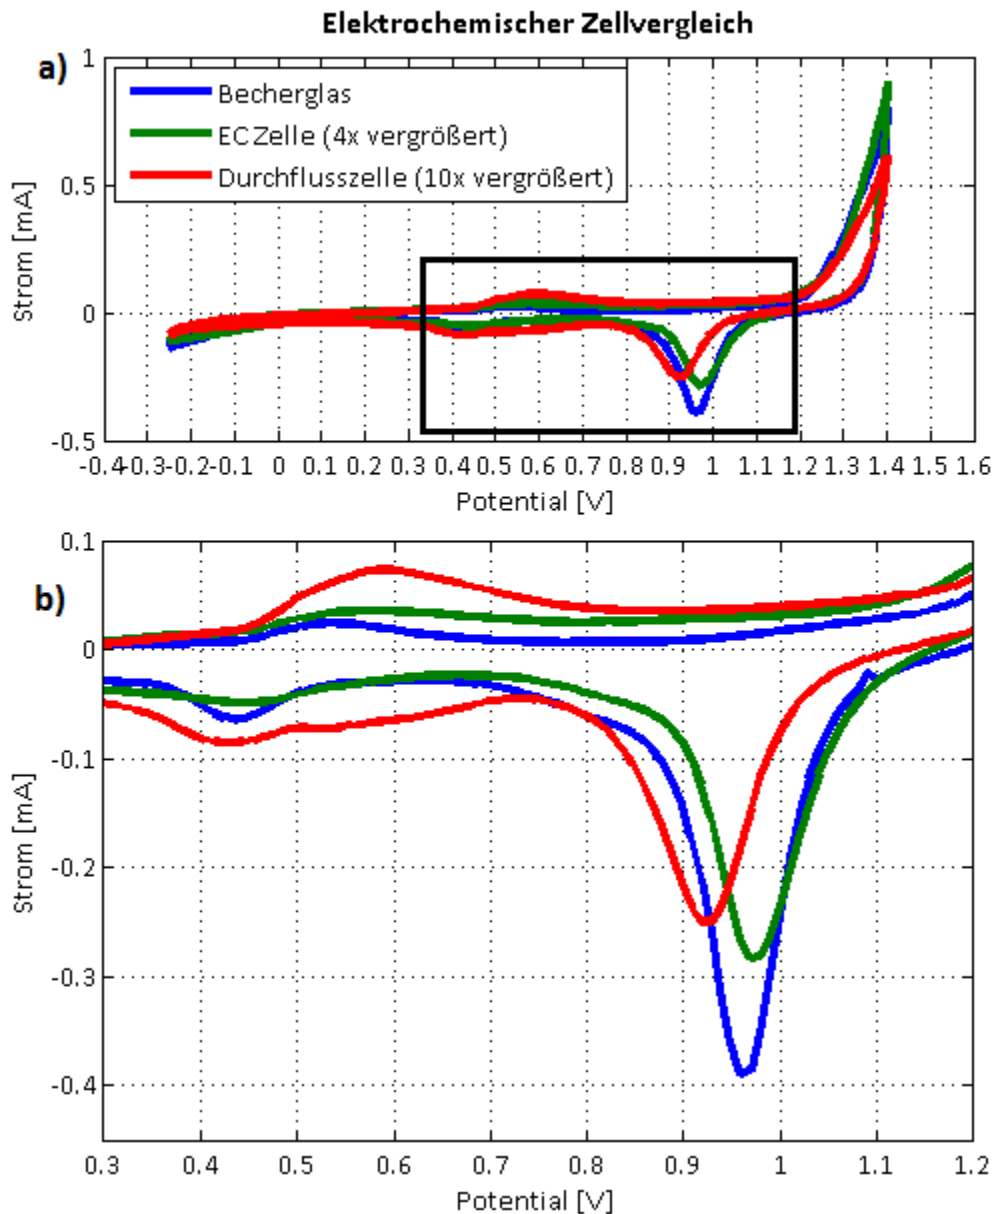 Elektrochemischer Zellvergleich
a)
Becherglas
EC Zelle (4x vergrößert)
Durchflusszelle (10x vergrößert)
Strom [mA]
1
0.5
0
-0.5
-0.4 -0.3 -0.2 -0.1 0 0.1 0.2 0.3 0.4 0.5 0.6 0.7 0.8 0.9 1 1.1 1.2 1.3 1.4 1.5 1.6
Potential [V]
b)
Strom [mA]
0.1
0
-0.1
-0.2
-0.3
-0.4
0.3 0.4 0.5 0.6 0.7 0.8 0.9 1 1.1 1.2
Potential [V]